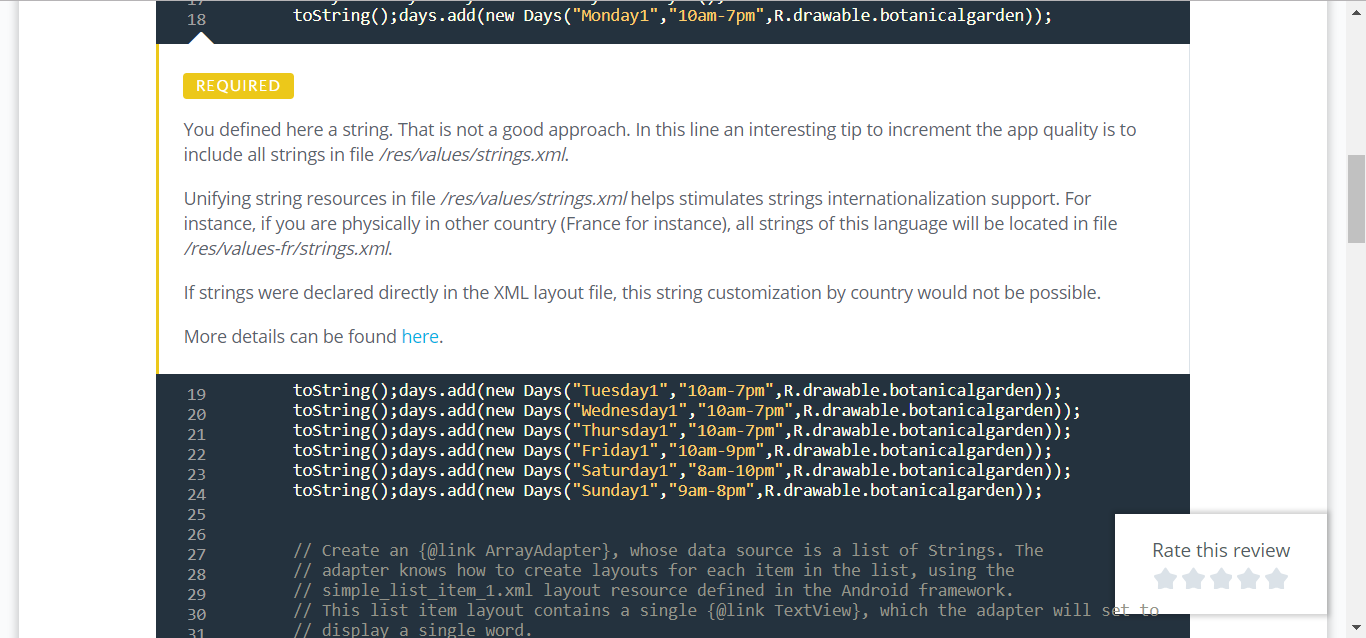 18 toString();days.add(new Days("Monday1","10am-7pm",R.drawable.botanicalgarden));
REQUIRED
You defined here a string. That is not a good approach. In this line an interesting tip to increment the app quality is to
include all strings in file /res/values/strings.xml.
Unifying string resources in file /res/values/strings.xml helps stimulates strings internationalization support. For
instance, if you are physically in other country (France for instance), all strings of this language will be located in file
/res/values-fr/strings.xml.
If strings were declared directly in the XML layout file, this string customization by country would not be possible.
More details can be found here.
19 toString();days.add(new Days("Tuesday1","10am-7pm",R.drawable.botanicalgarden));
20 toString();days.add(new Days("Wednesday1","10am-7pm",R.drawable.botanicalgarden));
21 toString();days.add(new Days("Thursday1","10am-7pm",R.drawable.botanicalgarden));
22 toString();days.add(new Days("Friday1","10am-9pm",R.drawable.botanicalgarden));
23 toString();days.add(new Days("Saturday1","8am-10pm",R.drawable.botanicalgarden));
24 toString();days.add(new Days("Sunday1","9am-8pm",R.drawable.botanicalgarden));
25
26
27 // Create an {@link ArrayAdapter}, whose data source is a list of Strings. The
28 // adapter knows how to create layouts for each item in the list, using the
29 // simple_list_item_1.xml layout resource defined in the Android framework.
30 // This list item layout contains a single {@link TextView}, which the adapter will set to
31 // display a single word.
Rate this review